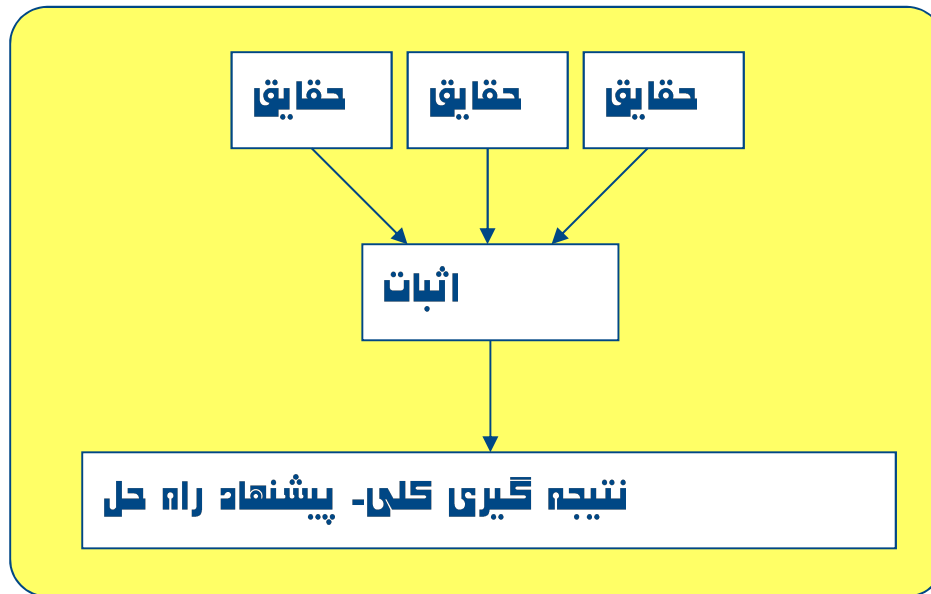 حقایق
حقایق
حقایق
اثبات
نتیجه گیری کلی- پیشنهاد راه حل